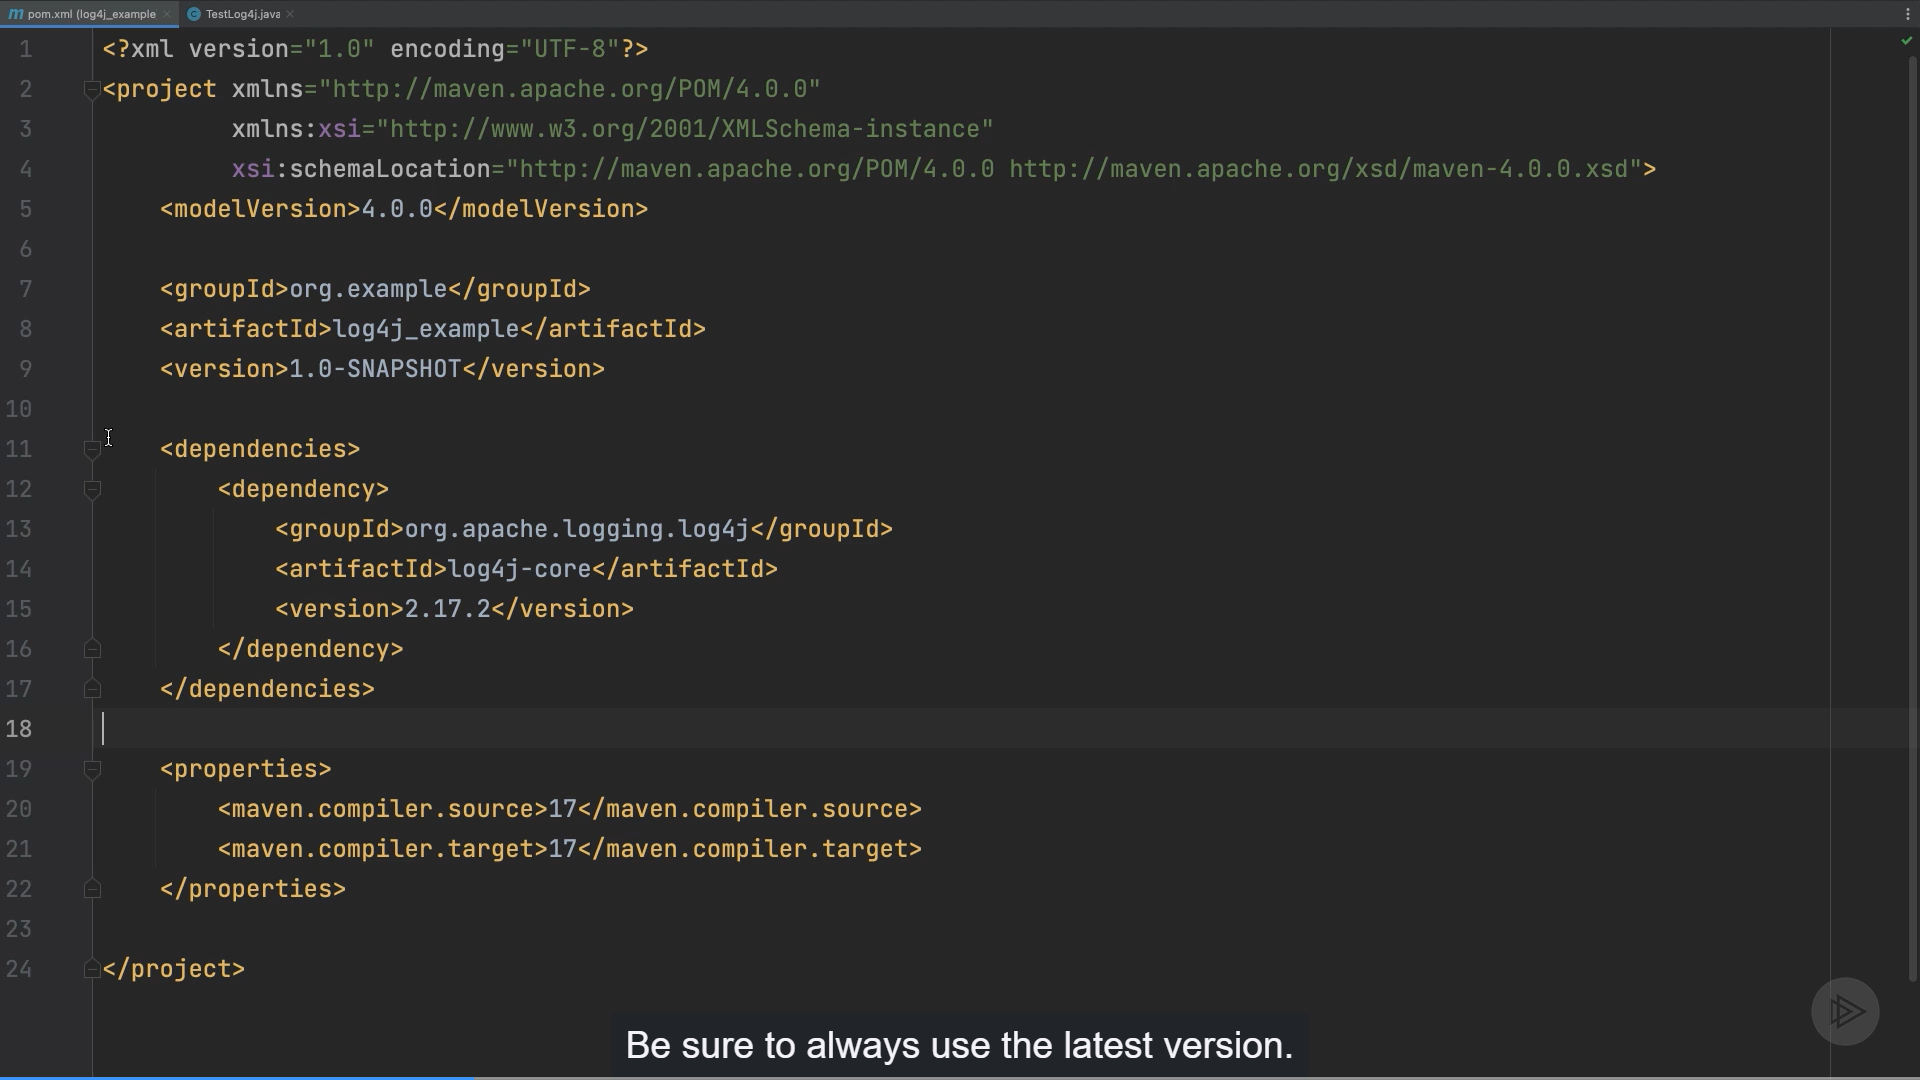 pom.xml (log4j_example
TestLog4j.java
1 <?xml version="1.0" encoding="UTF-8"?>
2 <project xmlns="http://maven.apache.org/POM/4.0.0"
3 xmlns:xsi="http://www.w3.org/2001/XMLSchema-instance"
4 xsi:schemaLocation="http://maven.apache.org/POM/4.0.0 http://maven.apache.org/xsd/maven-4.0.0.xsd">
5 <modelVersion>4.0.0</modelVersion>
6
7 <groupId>org.example</groupId>
8 <artifactId>log4j_example</artifactId>
9 <version>1.0-SNAPSHOT</version>
10
11 <dependencies>
12 <dependency>
13 <groupId>org.apache.logging.log4j</groupId>
14 <artifactId>log4j-core</artifactId>
15 <version>2.17.2</version>
16 </dependency>
17 </dependencies>
18
19 <properties>
20 <maven.compiler.source>17</maven.compiler.source>
21 <maven.compiler.target>17</maven.compiler.target>
22 </properties>
23
24 </project>
Be sure to always use the latest version.